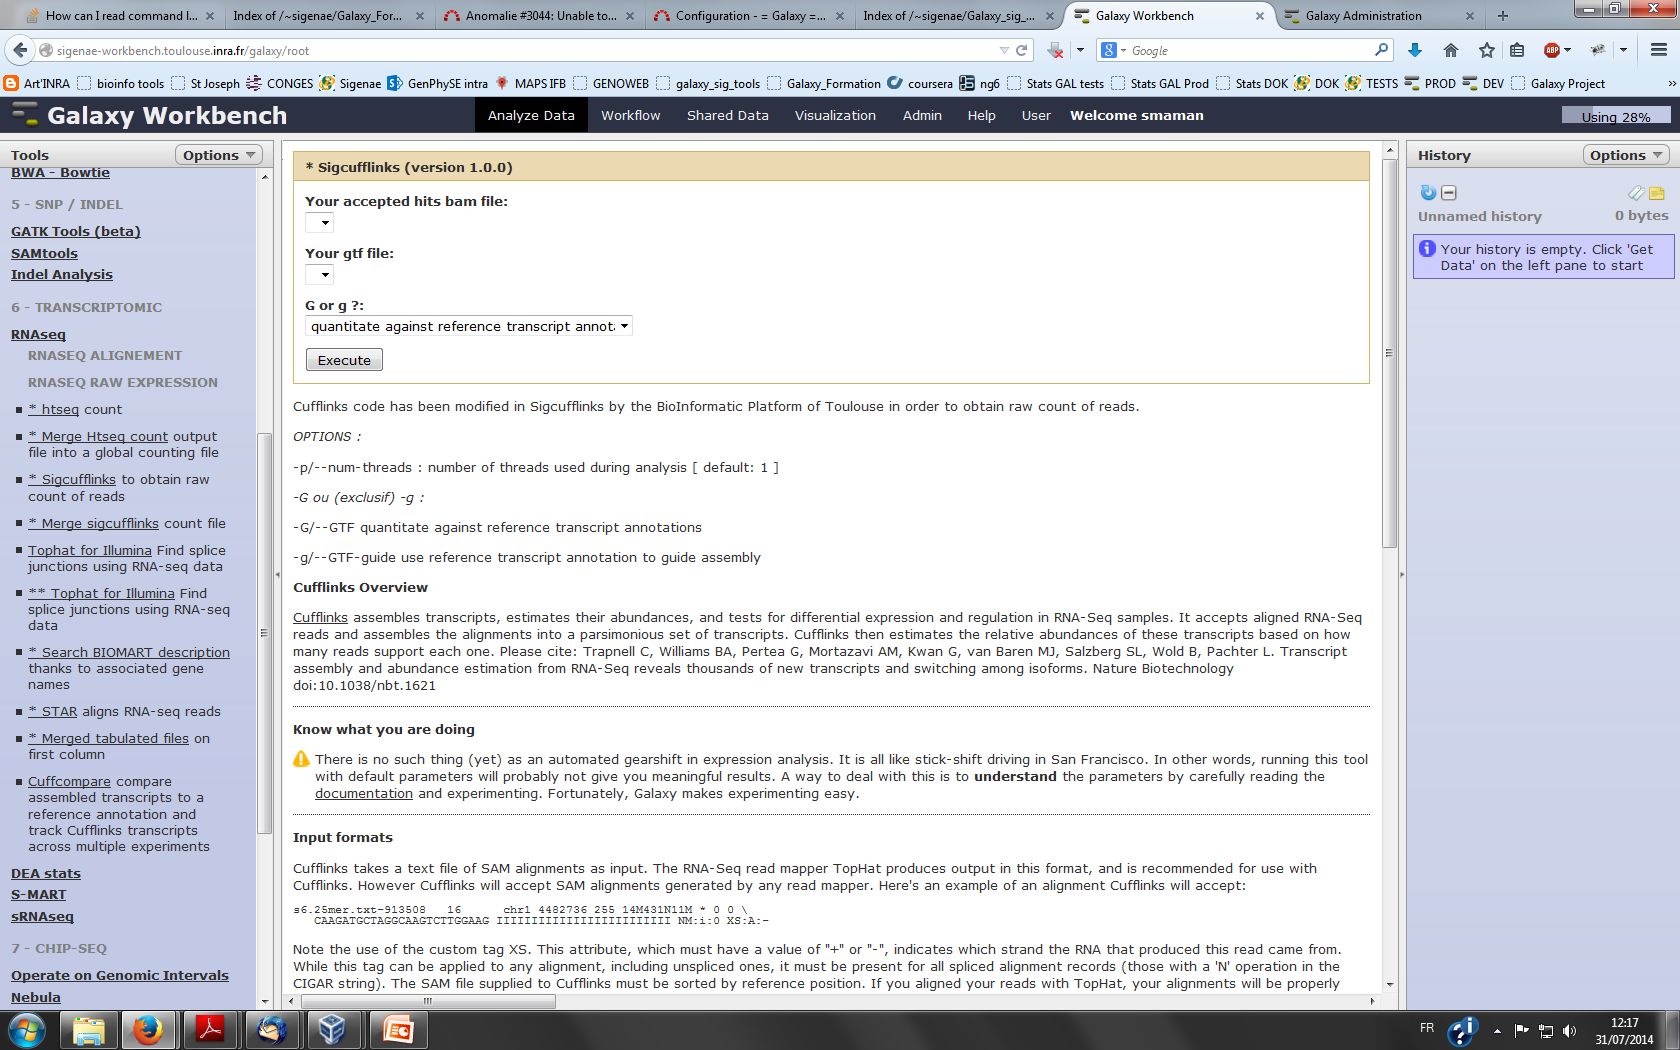 How can I read command l...
Index of /~sigenae/Galaxy_For...
Anomalie #3044: Unable to...
Configuration - = Galaxy =...
Index of /~sigenae/Galaxy_sig_...
Galaxy Workbench
Galaxy Administration
sigenae-workbench.toulouse.inra.fr/galaxy/root
Google
Art'INRA
bioinfo tools
St Joseph
CONGES
Sigenae
GenPhySE intra
MAPS IFB
GENOWEB
galaxy_sig_tools
Galaxy_Formation
coursera
ng6
Stats GAL tests
Stats GAL Prod
Stats DOK
DOK
TESTS
PROD
DEV
Galaxy Project
Galaxy Workbench
Analyze Data
Workflow
Shared Data
Visualization
Admin
Help
User
Welcome smaman
Using 28%
Tools
Options
BWA - Bowtie
5 - SNP / INDEL
GATK Tools (beta)
SAMtools
Indel Analysis
6 - TRANSCRIPTOMIC
RNAseq
RNASEQ ALIGNEMENT
RNASEQ RAW EXPRESSION
* htseq count
* Merge Htseq count output
file into a global counting file
* Sigcufflinks to obtain raw
count of reads
* Merge sigcufflinks count file
Tophat for Illumina Find splice
junctions using RNA-seq data
** Tophat for Illumina Find
splice junctions using RNA-seq
data
* Search BIOMART description
thanks to associated gene
names
* STAR aligns RNA-seq reads
* Merged tabulated files on
first column
Cuffcompare compare
assembled transcripts to a
reference annotation and
track Cufflinks transcripts
across multiple experiments
DEA stats
S-MART
sRNAseq
7 - CHIP-SEQ
Operate on Genomic Intervals
Nebula
* Sigcufflinks (version 1.0.0)
Your accepted hits bam file:
Your gtf file:
G or g ?:
quantitate against reference transcript annot.
Execute
Cufflinks code has been modified in Sigcufflinks by the BioInformatic Platform of Toulouse in order to obtain raw count of reads.
OPTIONS :
-p/--num-threads : number of threads used during analysis [ default: 1 ]
-G ou (exclusif) -g :
-G/--GTF quantitate against reference transcript annotations
-g/--GTF-guide use reference transcript annotation to guide assembly
Cufflinks Overview
Cufflinks assembles transcripts, estimates their abundances, and tests for differential expression and regulation in RNA-Seq samples. It accepts aligned RNA-Seq
reads and assembles the alignments into a parsimonious set of transcripts. Cufflinks then estimates the relative abundances of these transcripts based on how
many reads support each one. Please cite: Trapnell C, Williams BA, Pertea G, Mortazavi AM, Kwan G, van Baren MJ, Salzberg SL, Wold B, Pachter L. Transcript
assembly and abundance estimation from RNA-Seq reveals thousands of new transcripts and switching among isoforms. Nature Biotechnology
doi:10.1038/nbt.1621
Know what you are doing
There is no such thing (yet) as an automated gearshift in expression analysis. It is all like stick-shift driving in San Francisco. In other words, running this tool
with default parameters will probably not give you meaningful results. A way to deal with this is to understand the parameters by carefully reading the
documentation and experimenting. Fortunately, Galaxy makes experimenting easy.
Input formats
Cufflinks takes a text file of SAM alignments as input. The RNA-Seq read mapper TopHat produces output in this format, and is recommended for use with
Cufflinks. However Cufflinks will accept SAM alignments generated by any read mapper. Here's an example of an alignment Cufflinks will accept:
s6.25mer.txt-913508 16 chr1 4482736 255 14M431N11M * 0 0 \
CAAGATGCTAGGCAAGTCTTGGAAG IIIIIIIIIIIIIIIIIIIIIIIII NM:i:0 XS:A:-
Note the use of the custom tag XS. This attribute, which must have a value of "+" or "-", indicates which strand the RNA that produced this read came from.
While this tag can be applied to any alignment, including unspliced ones, it must be present for all spliced alignment records (those with a 'N' operation in the
CIGAR string). The SAM file supplied to Cufflinks must be sorted by reference position. If you aligned your reads with TopHat, your alignments will be properly
History
Options
Unnamed history
0 bytes
Your history is empty. Click 'Get
Data' on the left pane to start
FR
12:17
31/07/2014